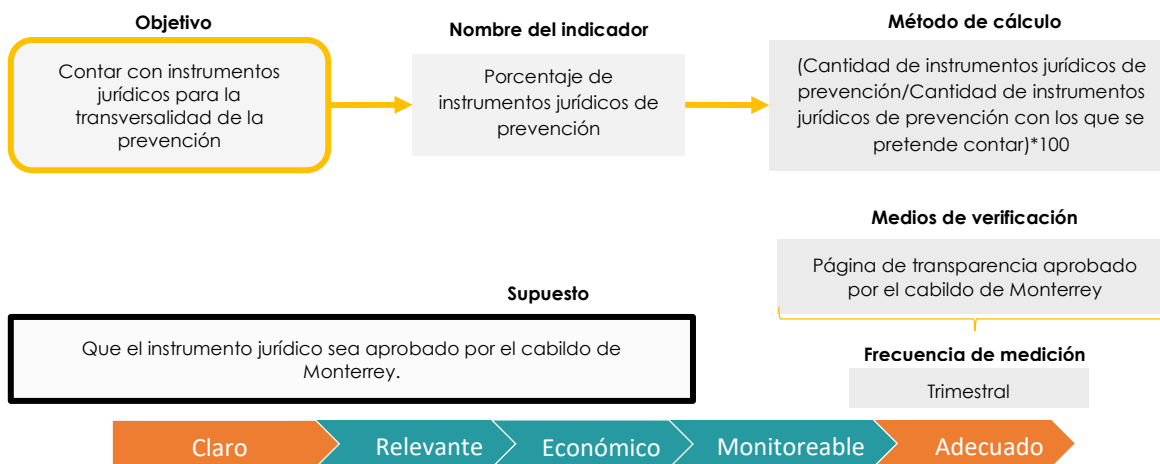 Objetivo
Contar con instrumentos
jurídicos para la
transversalidad de la
prevención
Nombre del indicador
Porcentaje de
instrumentos jurídicos de
prevención
Método de cálculo
(Cantidad de instrumentos jurídicos de
prevención/Cantidad de instrumentos
jurídicos de prevención con los que se
pretende contar)*100
Medios de verificación
Página de transparencia aprobado
por el cabildo de Monterrey
Supuesto
Que el instrumento jurídico sea aprobado por el cabildo de
Monterrey.
Frecuencia de medición
Trimestral
Claro
Relevante
Económico
Monitoreable
Adecuado